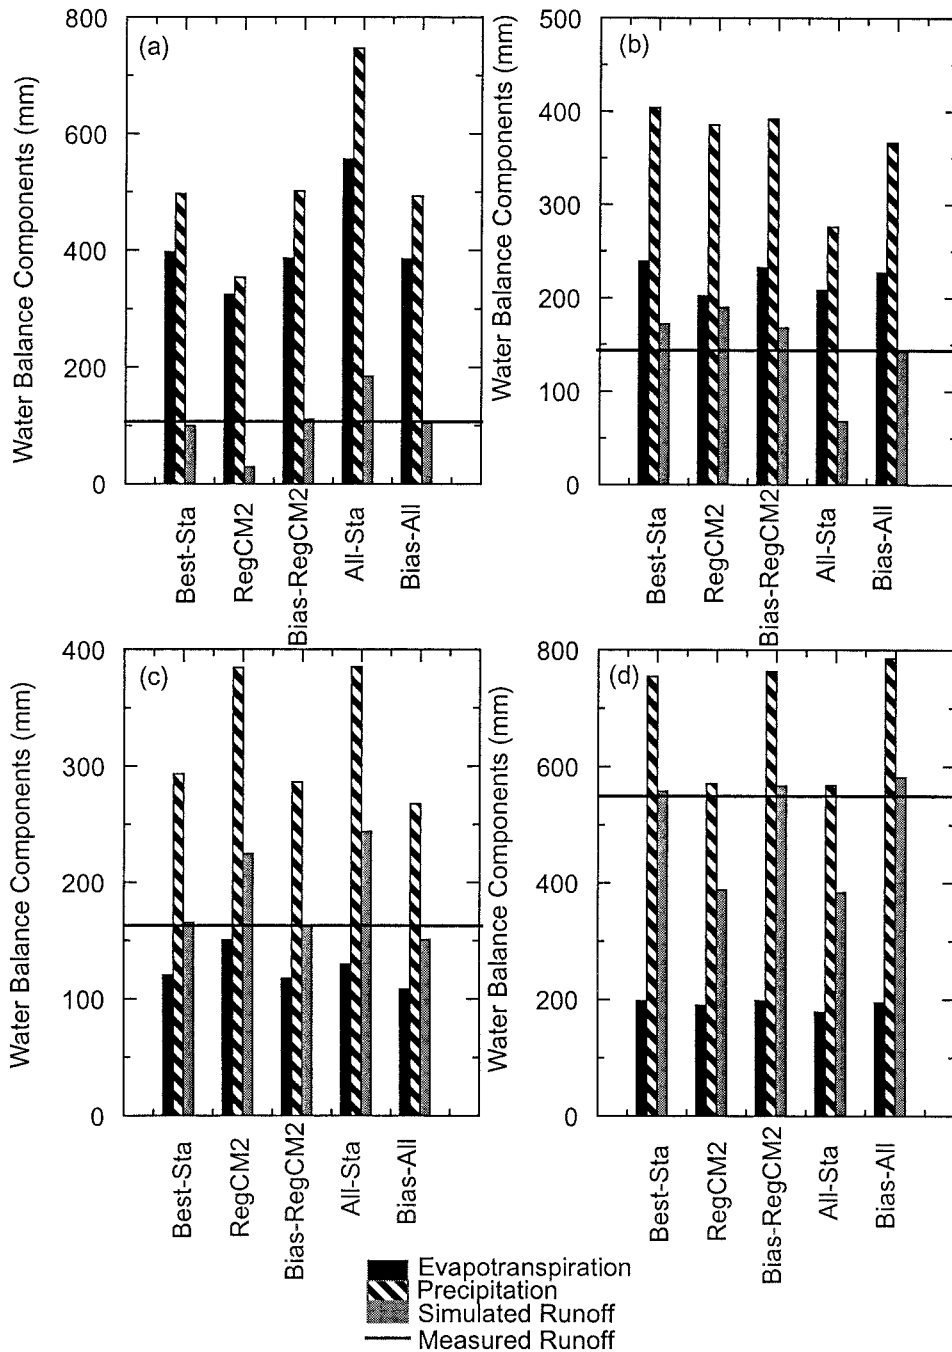 (a)
Water Balance Components (mm)
800
600
400
200
0
Best-Sta
RegCM2
Bias-RegCM2
All-Sta
Bias-All
(b)
Water Balance Components (mm)
500
400
300
200
100
0
Best-Sta
RegCM2
Bias-RegCM2
All-Sta
Bias-All
(c)
Water Balance Components (mm)
400
300
200
100
0
Best-Sta
RegCM2
Bias-RegCM2
All-Sta
Bias-All
(d)
Water Balance Components (mm)
800
600
400
200
0
Best-Sta
RegCM2
Bias-RegCM2
All-Sta
Bias-All
Evapotranspiration
Precipitation
Simulated Runoff
Measured Runoff